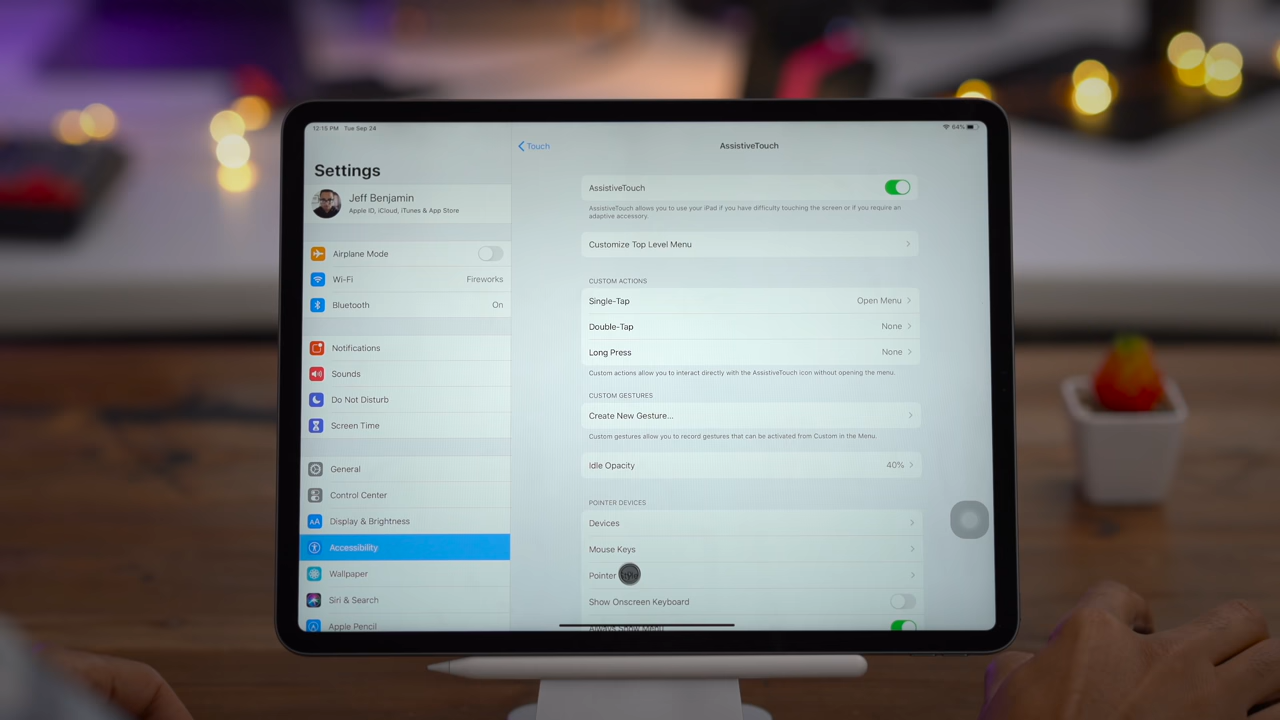 12:15 PM Tue Sep 24
64%
Settings
Jeff Benjamin
Apple ID, iCloud, iTunes & App Store
Airplane Mode
Wi-Fi Fireworks
Bluetooth On
Notifications
Sounds
Do Not Disturb
Screen Time
General
Control Center
Display & Brightness
Accessibility
Wallpaper
Siri & Search
Apple Pencil
Touch
AssistiveTouch
AssistiveTouch
AssistiveTouch allows you to use your iPad if you have difficulty touching the screen or if you require an
adaptive accessory.
Customize Top Level Menu
CUSTOM ACTIONS
Single-Tap Open Menu
Double-Tap None
Long Press None
Custom actions allow you to interact directly with the AssistiveTouch icon without opening the menu.
CUSTOM GESTURES
Create New Gesture...
Custom gestures allow you to record gestures that can be activated from Custom in the Menu.
Idle Opacity 40%
POINTER DEVICES
Devices
Mouse Keys
Pointer
Show Onscreen Keyboard
Always Show Menu